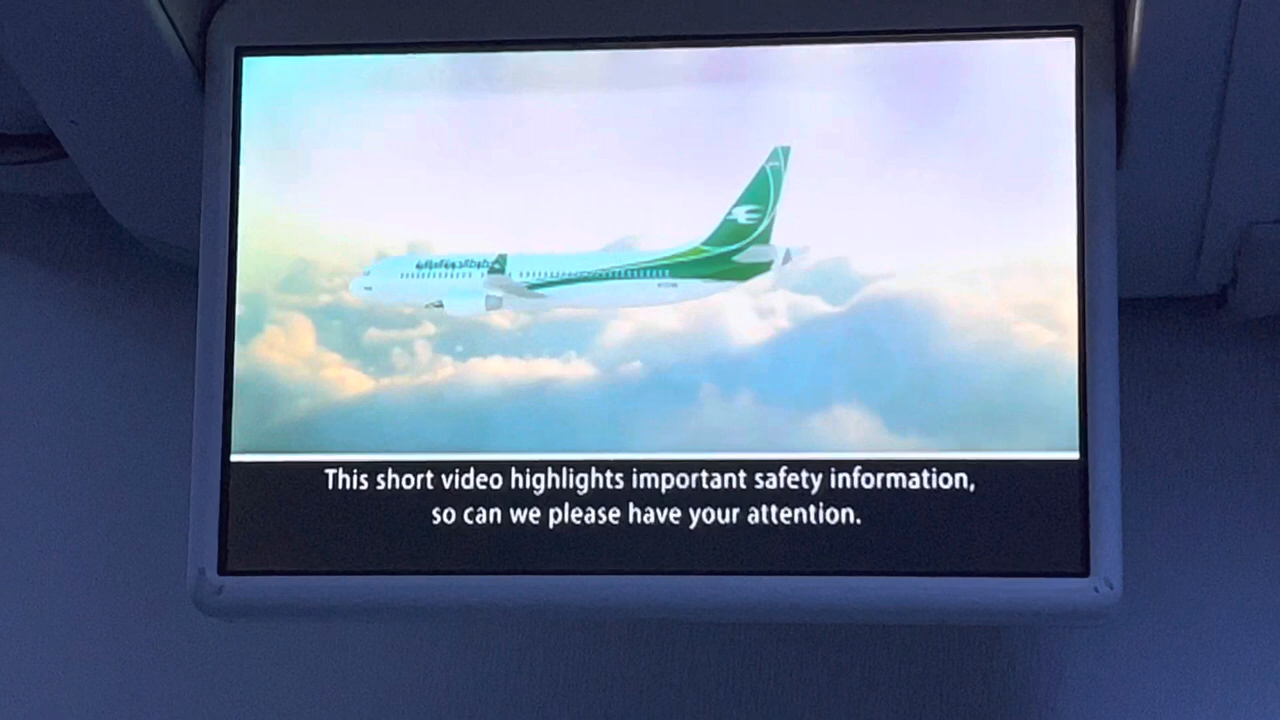 This short video highlights important safety information,
so can we please have your attention.